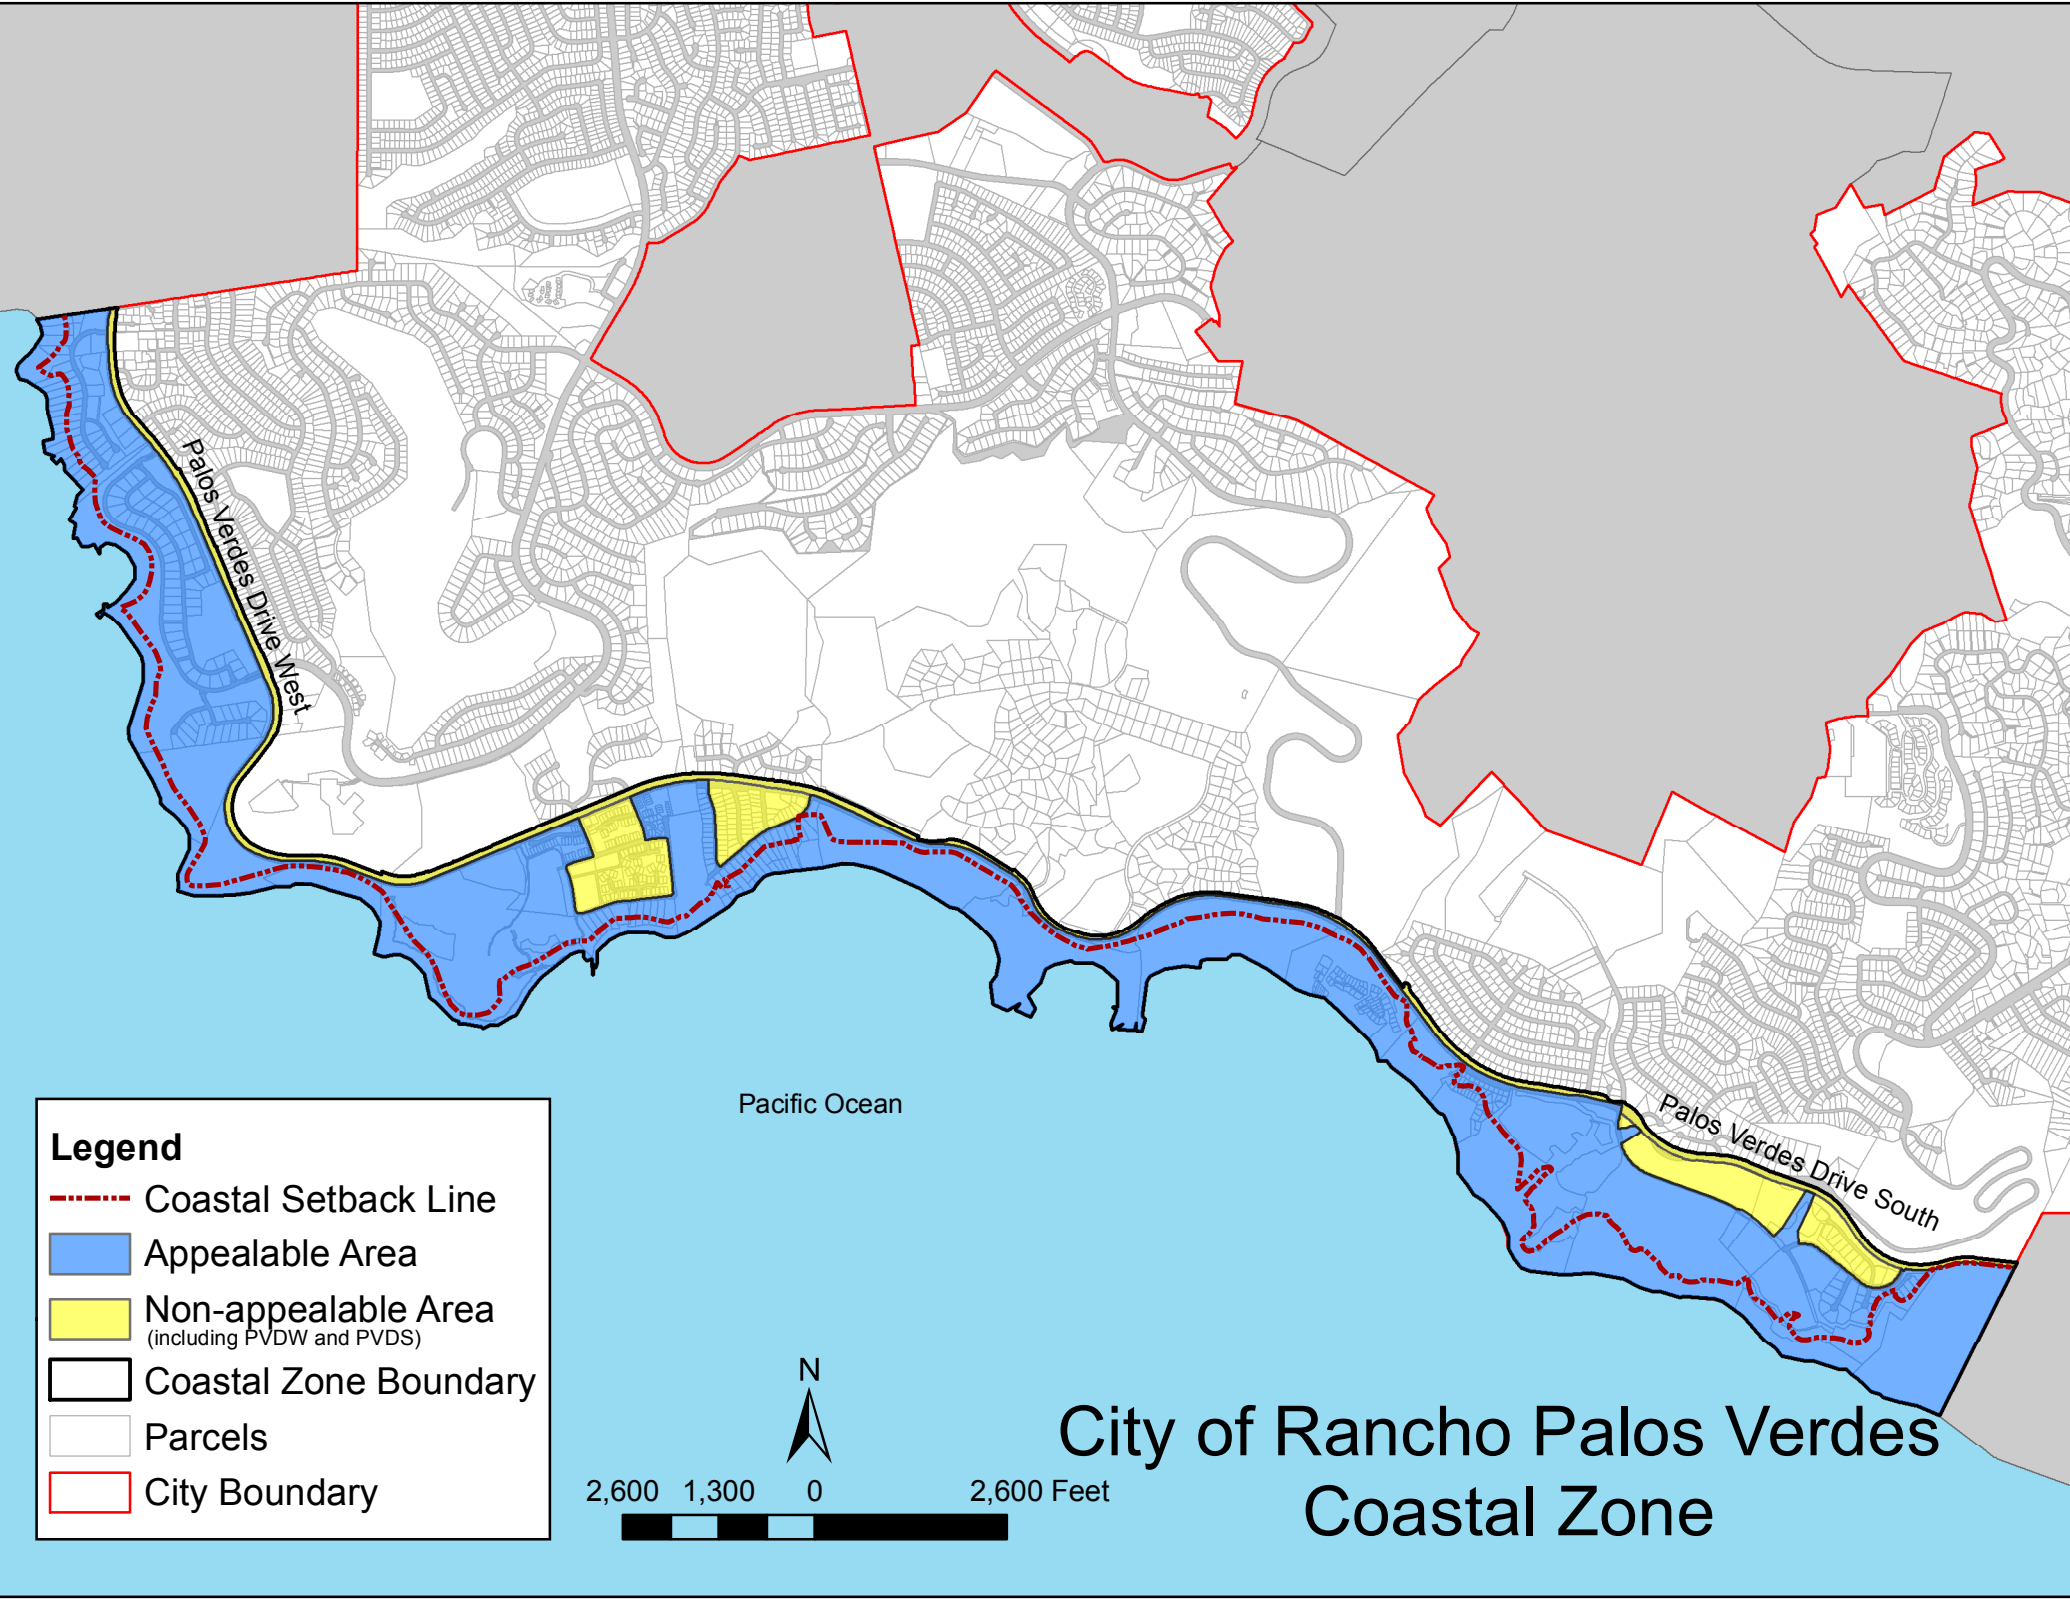 Palos Verdes Drive West
Pacific Ocean
Palos Verdes Drive South
Legend
Coastal Setback Line
Appealable Area
Non-appealable Area
(including PVDW and PVDS)
Coastal Zone Boundary
Parcels
City Boundary
N
2,600 1,300 0 2,600 Feet
City of Rancho Palos Verdes
Coastal Zone